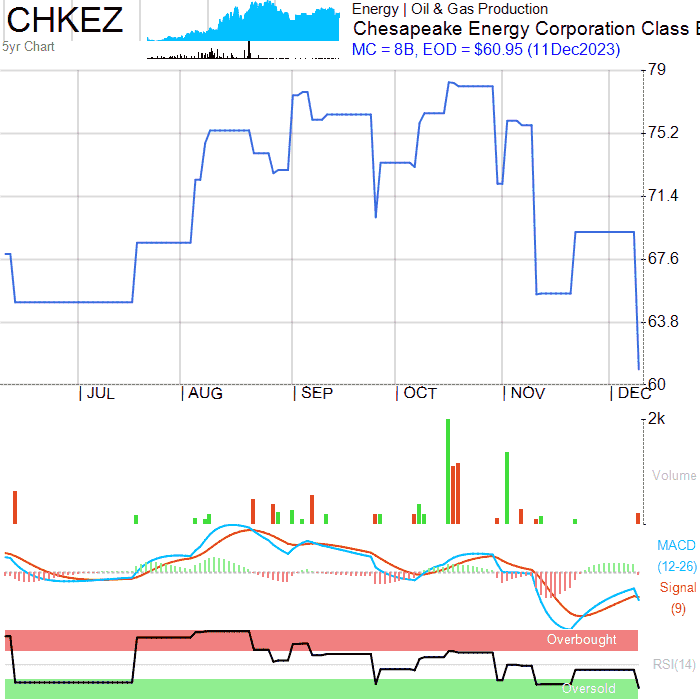 CHKEZ
5yr Chart
Energy | Oil & Gas Production
Chesapeake Energy Corporation Class
MC = 8B, EOD = $60.95 (11Dec2023)
79
75.2
71.4
67.6
63.8
60
| JUL | AUG | SEP | OCT | NOV | DEC
2k
Volume
MACD
(12-26)
Signal
(9)
Overbought
RSI(14)
Oversold